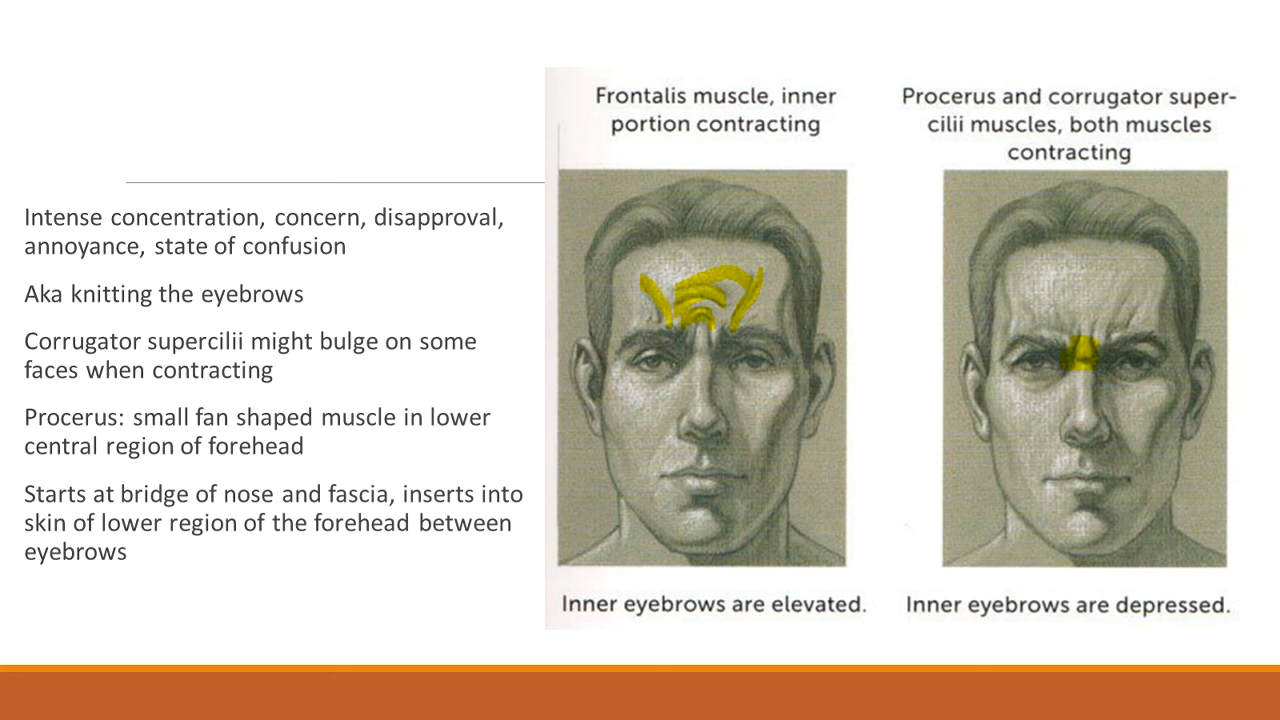 Intense concentration, concern, disapproval,
annoyance, state of confusion
Aka knitting the eyebrows
Corrugator supercilii might bulge on some
faces when contracting
Procerus: small fan shaped muscle in lower
central region of forehead
Starts at bridge of nose and fascia, inserts into
skin of lower region of the forehead between
eyebrows
Frontalis muscle, inner
portion contracting
Inner eyebrows are elevated.
Procerus and corrugator super-
cilii muscles, both muscles
contracting
Inner eyebrows are depressed.